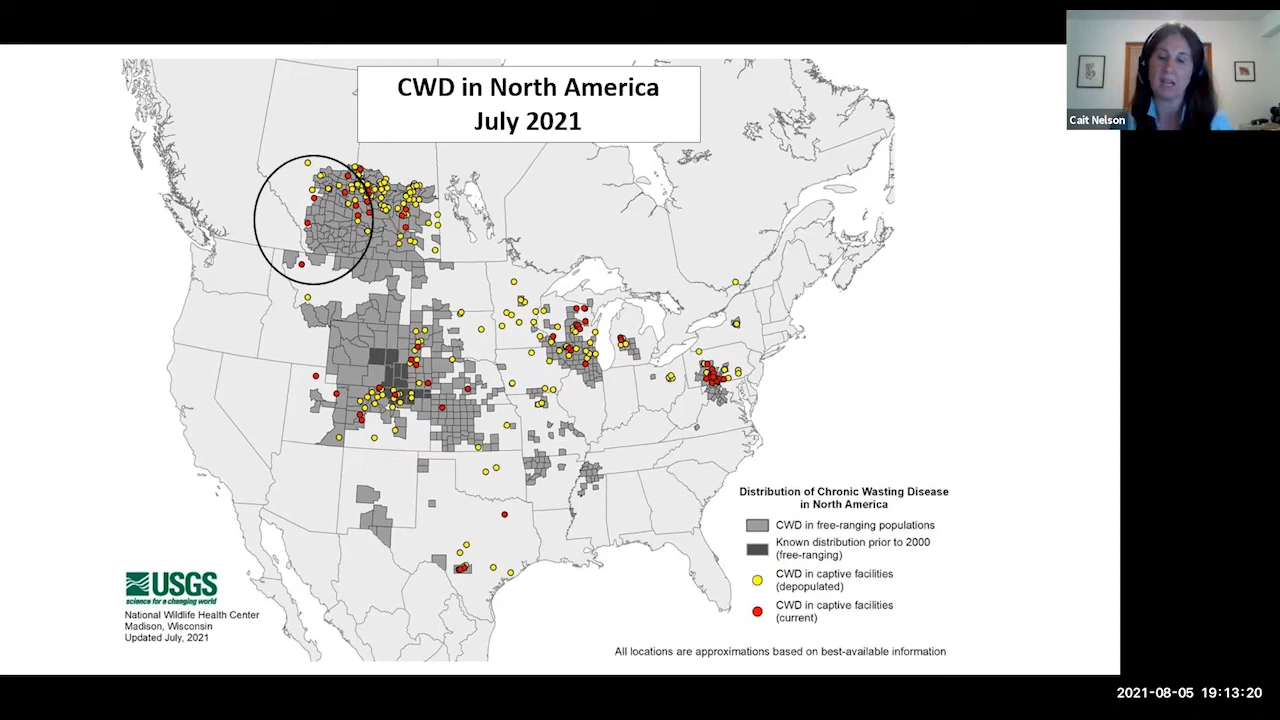 CWD in North America
July 2021
Cait Nelson
Distribution of Chronic Wasting Disease
in North America
CWD in free-ranging populations
Known distribution prior to 2000
(free-ranging)
CWD in captive facilities
(depopulated)
CWD in captive facilities
(current)
USGS
science for a changing world
National Wildlife Health Center
Madison, Wisconsin
Updated July, 2021
All locations are approximations based on best-available information
2021-08-05 19:13:20